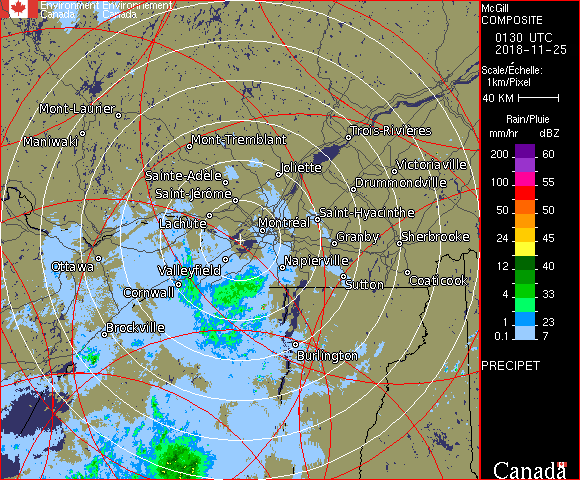 Environment Environnement
Canada Canada
McGill
COMPOSITE
0130 UTC
2018-11-25
Scale/Échelle:
1km/Pixel
40 KM
Rain/Pluie
mm/hr dBZ
200 60
100 55
50 50
24 45
12 40
4 33
1 23
0.1 7
PRECIPET
Mont-Laurier
Maniwaki
Mont-Tremblant
Trois-Rivières
Sainte-Adèle
Joliette
Victoriaville
Saint-Jérôme
Drummondville
Lachute
Montréal
Saint-Hyacinthe
Granby
Sherbrooke
Ottawa
Valleyfield
Napierville
Cornwall
Sutton
Coaticook
Brockville
Burlington
Canada